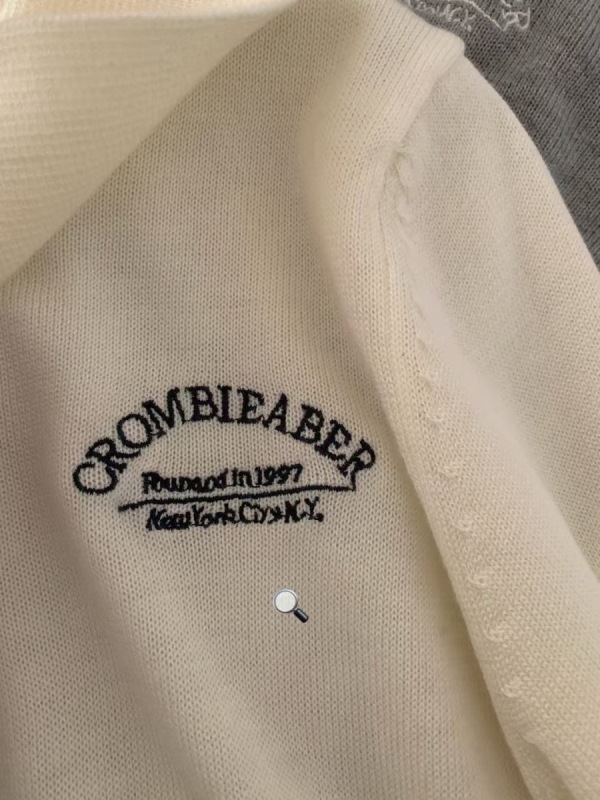 CROMBIEABER
Founded in 1997
New York City N.Y.